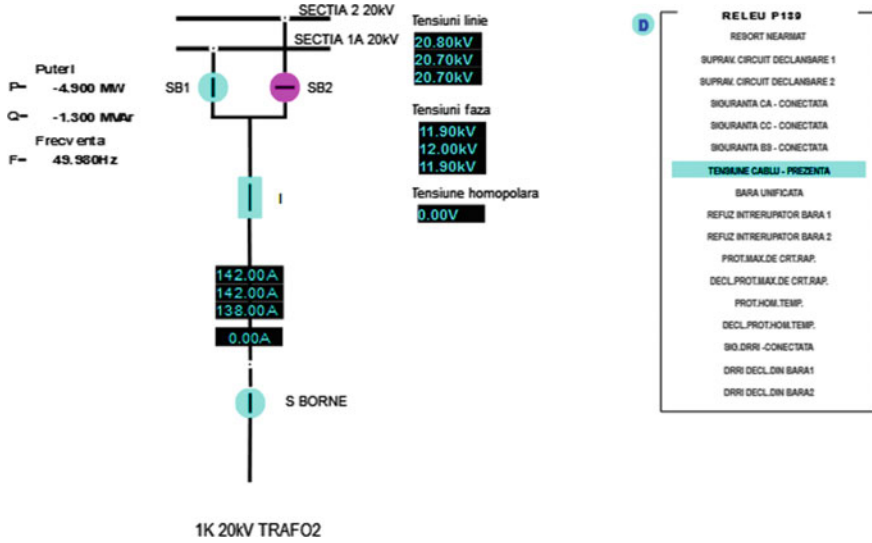 SECTIA 2 20kV
SECTIA 1A 20kV
Puteri
P= -4.900 MW
Q= -1.300 MVAr
Frecventa
F= 49.980Hz
SB1
SB2
I
142.00A
142.00A
138.00A
0.00A
S BORNE
1K 20kV TRAFO2
Tensiuni linie
20.80kV
20.70kV
20.70kV
Tensiuni faza
11.90kV
12.00kV
11.90kV
Tensiune homopolara
0.00V
D
RELEU P139
RESORT NEARMAT
SUPRAV. CIRCUIT DECLANSARE 1
SUPRAV. CIRCUIT DECLANSARE 2
SIGURANTA CA - CONECTATA
SIGURANTA CC - CONECTATA
SIGURANTA BS - CONECTATA
TENSIUNE CABLU - PREZENTA
BARA UNIFICATA
REFUZ INTRERUPATOR BARA 1
REFUZ INTRERUPATOR BARA 2
PROT.MAX.DE CRT.RAP.
DECL.PROT.MAX.DE CRT.RAP.
PROT.HOM.TEMP.
DECL.PROT.HOM.TEMP.
SIG.DRRI -CONECTATA
DRRI DECL.DIN BARA1
DRRI DECL.DIN BARA2